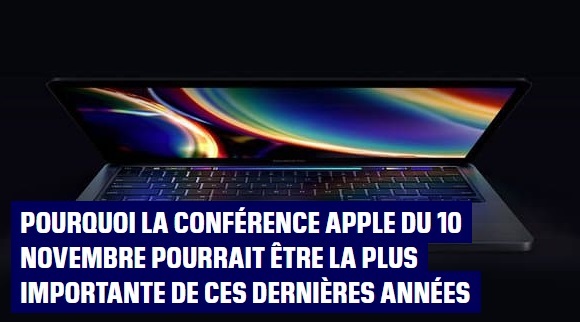 POURQUOI LA CONFÉRENCE APPLE DU 10
NOVEMBRE POURRAIT ÊTRE LA PLUS
IMPORTANTE DE CES DERNIÈRES ANNÉES